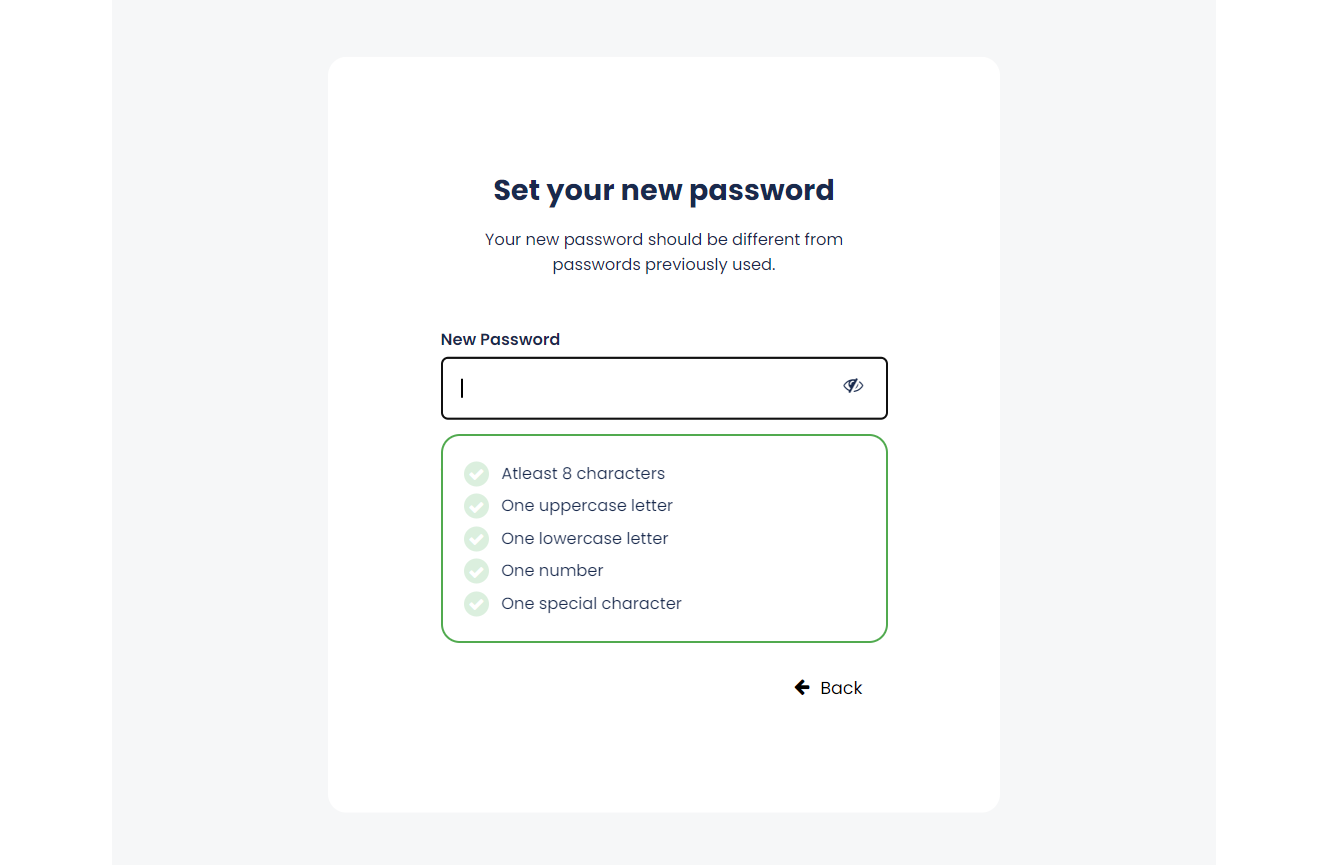 Set your new password
Your new password should be different from
passwords previously used.
New Password
Atleast 8 characters
One uppercase letter
One lowercase letter
One number
One special character
Back